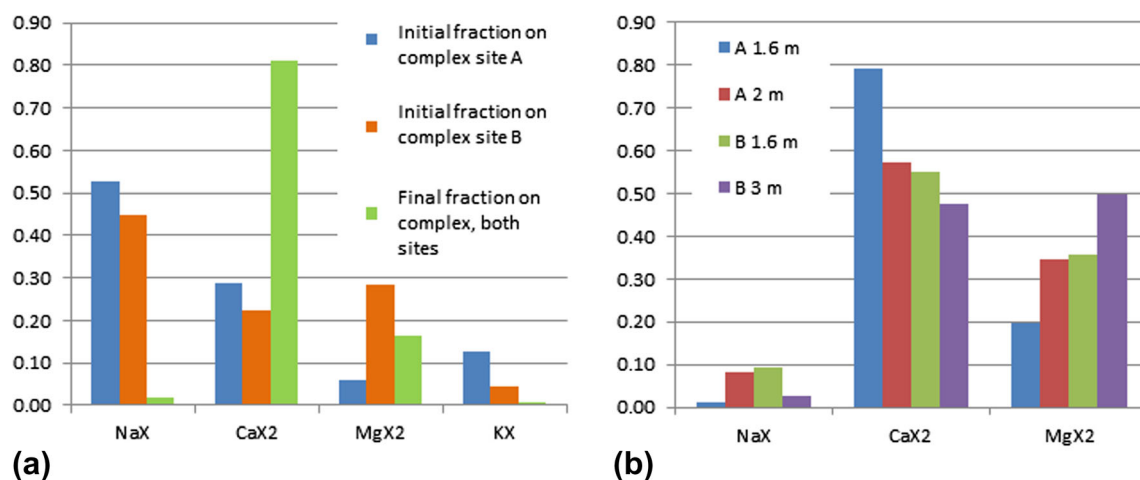 0.90
0.80
0.70
0.60
0.50
0.40
0.30
0.20
0.10
0.00
Initial fraction on
complex site A
Initial fraction on
complex site B
Final fraction on
complex, both
sites
NaX
CaX2
MgX2
KX
(a)
0.90
0.80
0.70
0.60
0.50
0.40
0.30
0.20
0.10
0.00
A 1.6 m
A 2 m
B 1.6 m
B 3 m
NaX
CaX2
MgX2
(b)